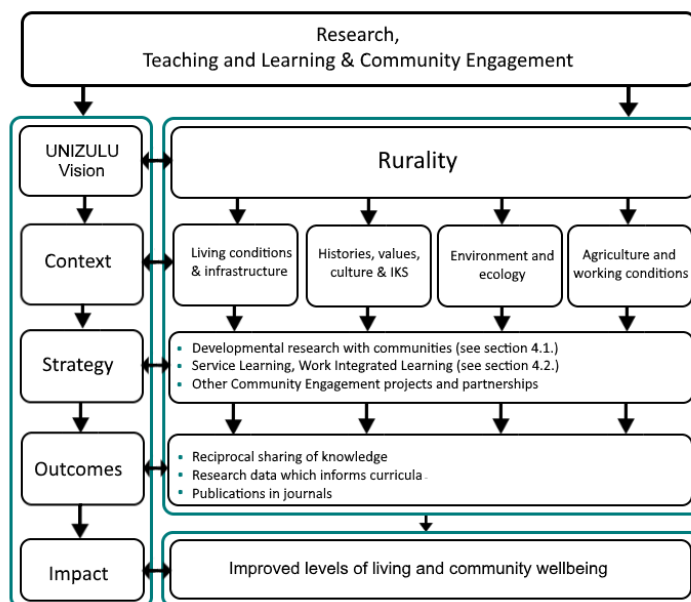 Research,
Teaching and Learning & Community Engagement
UNIZULU
Vision
Rurality
Context
Living conditions
& infrastructure
Histories, values,
culture & IKS
Environment and
ecology
Agriculture and
working conditions
Strategy
▪ Developmental research with communities (see section 4.1.)
▪ Service Learning, Work Integrated Learning (see section 4.2.)
▪ Other Community Engagement projects and partnerships
Outcomes
▪ Reciprocal sharing of knowledge
▪ Research data which informs curricula
▪ Publications in journals
Impact
Improved levels of living and community wellbeing